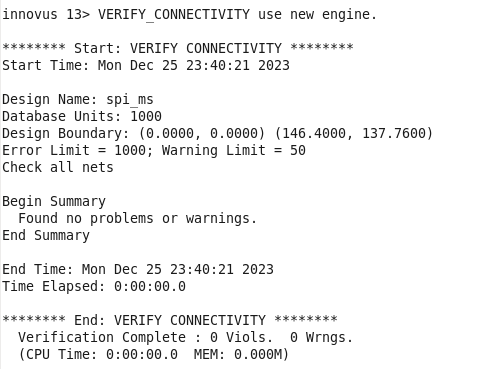 innovus 13> VERIFY_CONNECTIVITY use new engine.

******** Start: VERIFY CONNECTIVITY ********
Start Time: Mon Dec 25 23:40:21 2023

Design Name: spi_ms
Database Units: 1000
Design Boundary: (0.0000, 0.0000) (146.4000, 137.7600)
Error Limit = 1000; Warning Limit = 50
Check all nets

Begin Summary
  Found no problems or warnings.
End Summary

End Time: Mon Dec 25 23:40:21 2023
Time Elapsed: 0:00:00.0

******** End: VERIFY CONNECTIVITY ********
  Verification Complete : 0 Viols.  0 Wrngs.
  (CPU Time: 0:00:00.0  MEM: 0.000M)